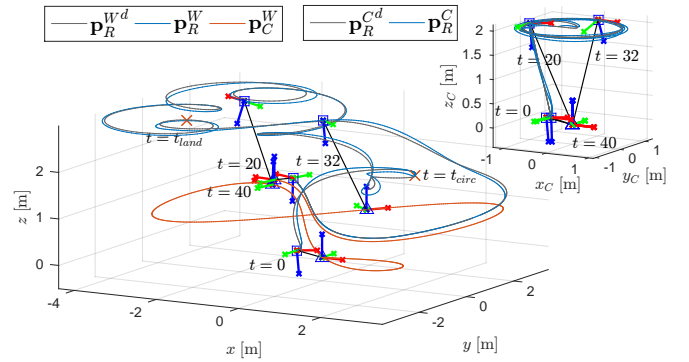 p_R^{W^d} p_R^W p_C^W
p_R^{C^d} p_R^C
2
1.5
1
0.5
0
z_C [m]
t = 20
t = 32
t = 0
t = 40
-1
0
1
x_C [m]
-1
0
1
y_C [m]
t = t_{land}
t = 20
t = 40
t = 32
t = t_{circ}
t = 0
2
1
0
z [m]
-4
-2
0
2
x [m]
-2
0
2
y [m]